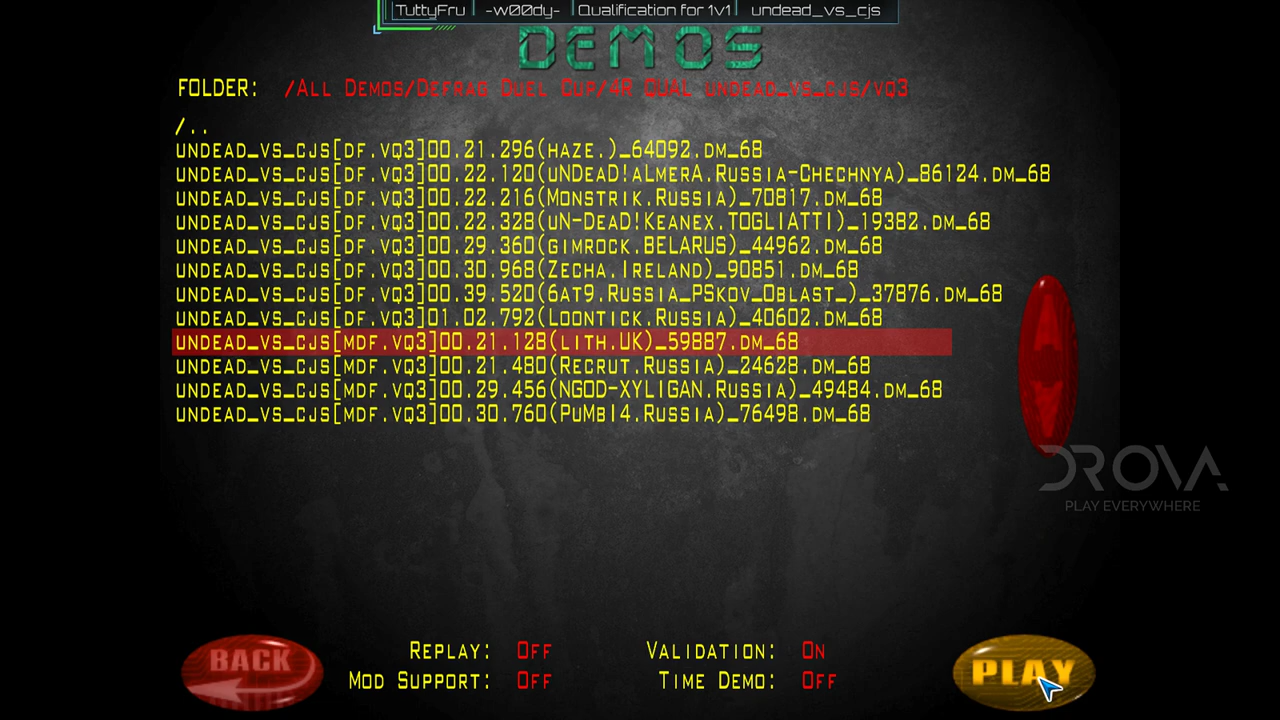 TuttyFru -w00dy- Qualification for 1v1 undead_vs_cjs
DEMOS
FOLDER: /ALL DEMOS/DEFRAG DUEL CUP/4R QUAL UNDEAD_VS_CJS/VQ3
/..
UNDEAD_VS_CJS[DF.VQ3]00.21.296(HAZE.)_64092.DM_68
UNDEAD_VS_CJS[DF.VQ3]00.22.120(uNDEaD!aLMERA.RUSSIA-CHECHNYA)_86124.DM_68
UNDEAD_VS_CJS[DF.VQ3]00.22.216(MONSTRIK.RUSSIA)_70817.DM_68
UNDEAD_VS_CJS[DF.VQ3]00.22.328(uN-DEAD!KEANEX.TOGLIATTI)_19382.DM_68
UNDEAD_VS_CJS[DF.VQ3]00.29.360(GIMROCK.BELARUS)_44962.DM_68
UNDEAD_VS_CJS[DF.VQ3]00.30.968(ZECHA.IRELAND)_90851.DM_68
UNDEAD_VS_CJS[DF.VQ3]00.39.520(6AT9.RUSSIA_PSKOV_OBLAST_)_37876.DM_68
UNDEAD_VS_CJS[DF.VQ3]01.02.792(LOONTICK.RUSSIA)_40602.DM_68
UNDEAD_VS_CJS[MDF.VQ3]00.21.128(LITH.UK)_59887.DM_68
UNDEAD_VS_CJS[MDF.VQ3]00.21.480(RECRUT.RUSSIA)_24628.DM_68
UNDEAD_VS_CJS[MDF.VQ3]00.29.456(NGOD-XYLIGAN.RUSSIA)_49484.DM_68
UNDEAD_VS_CJS[MDF.VQ3]00.30.760(PUMBI4.RUSSIA)_76498.DM_68
DROVA
PLAY EVERYWHERE
REPLAY: OFF VALIDATION: ON
MOD SUPPORT: OFF TIME DEMO: OFF
BACK
PLAY